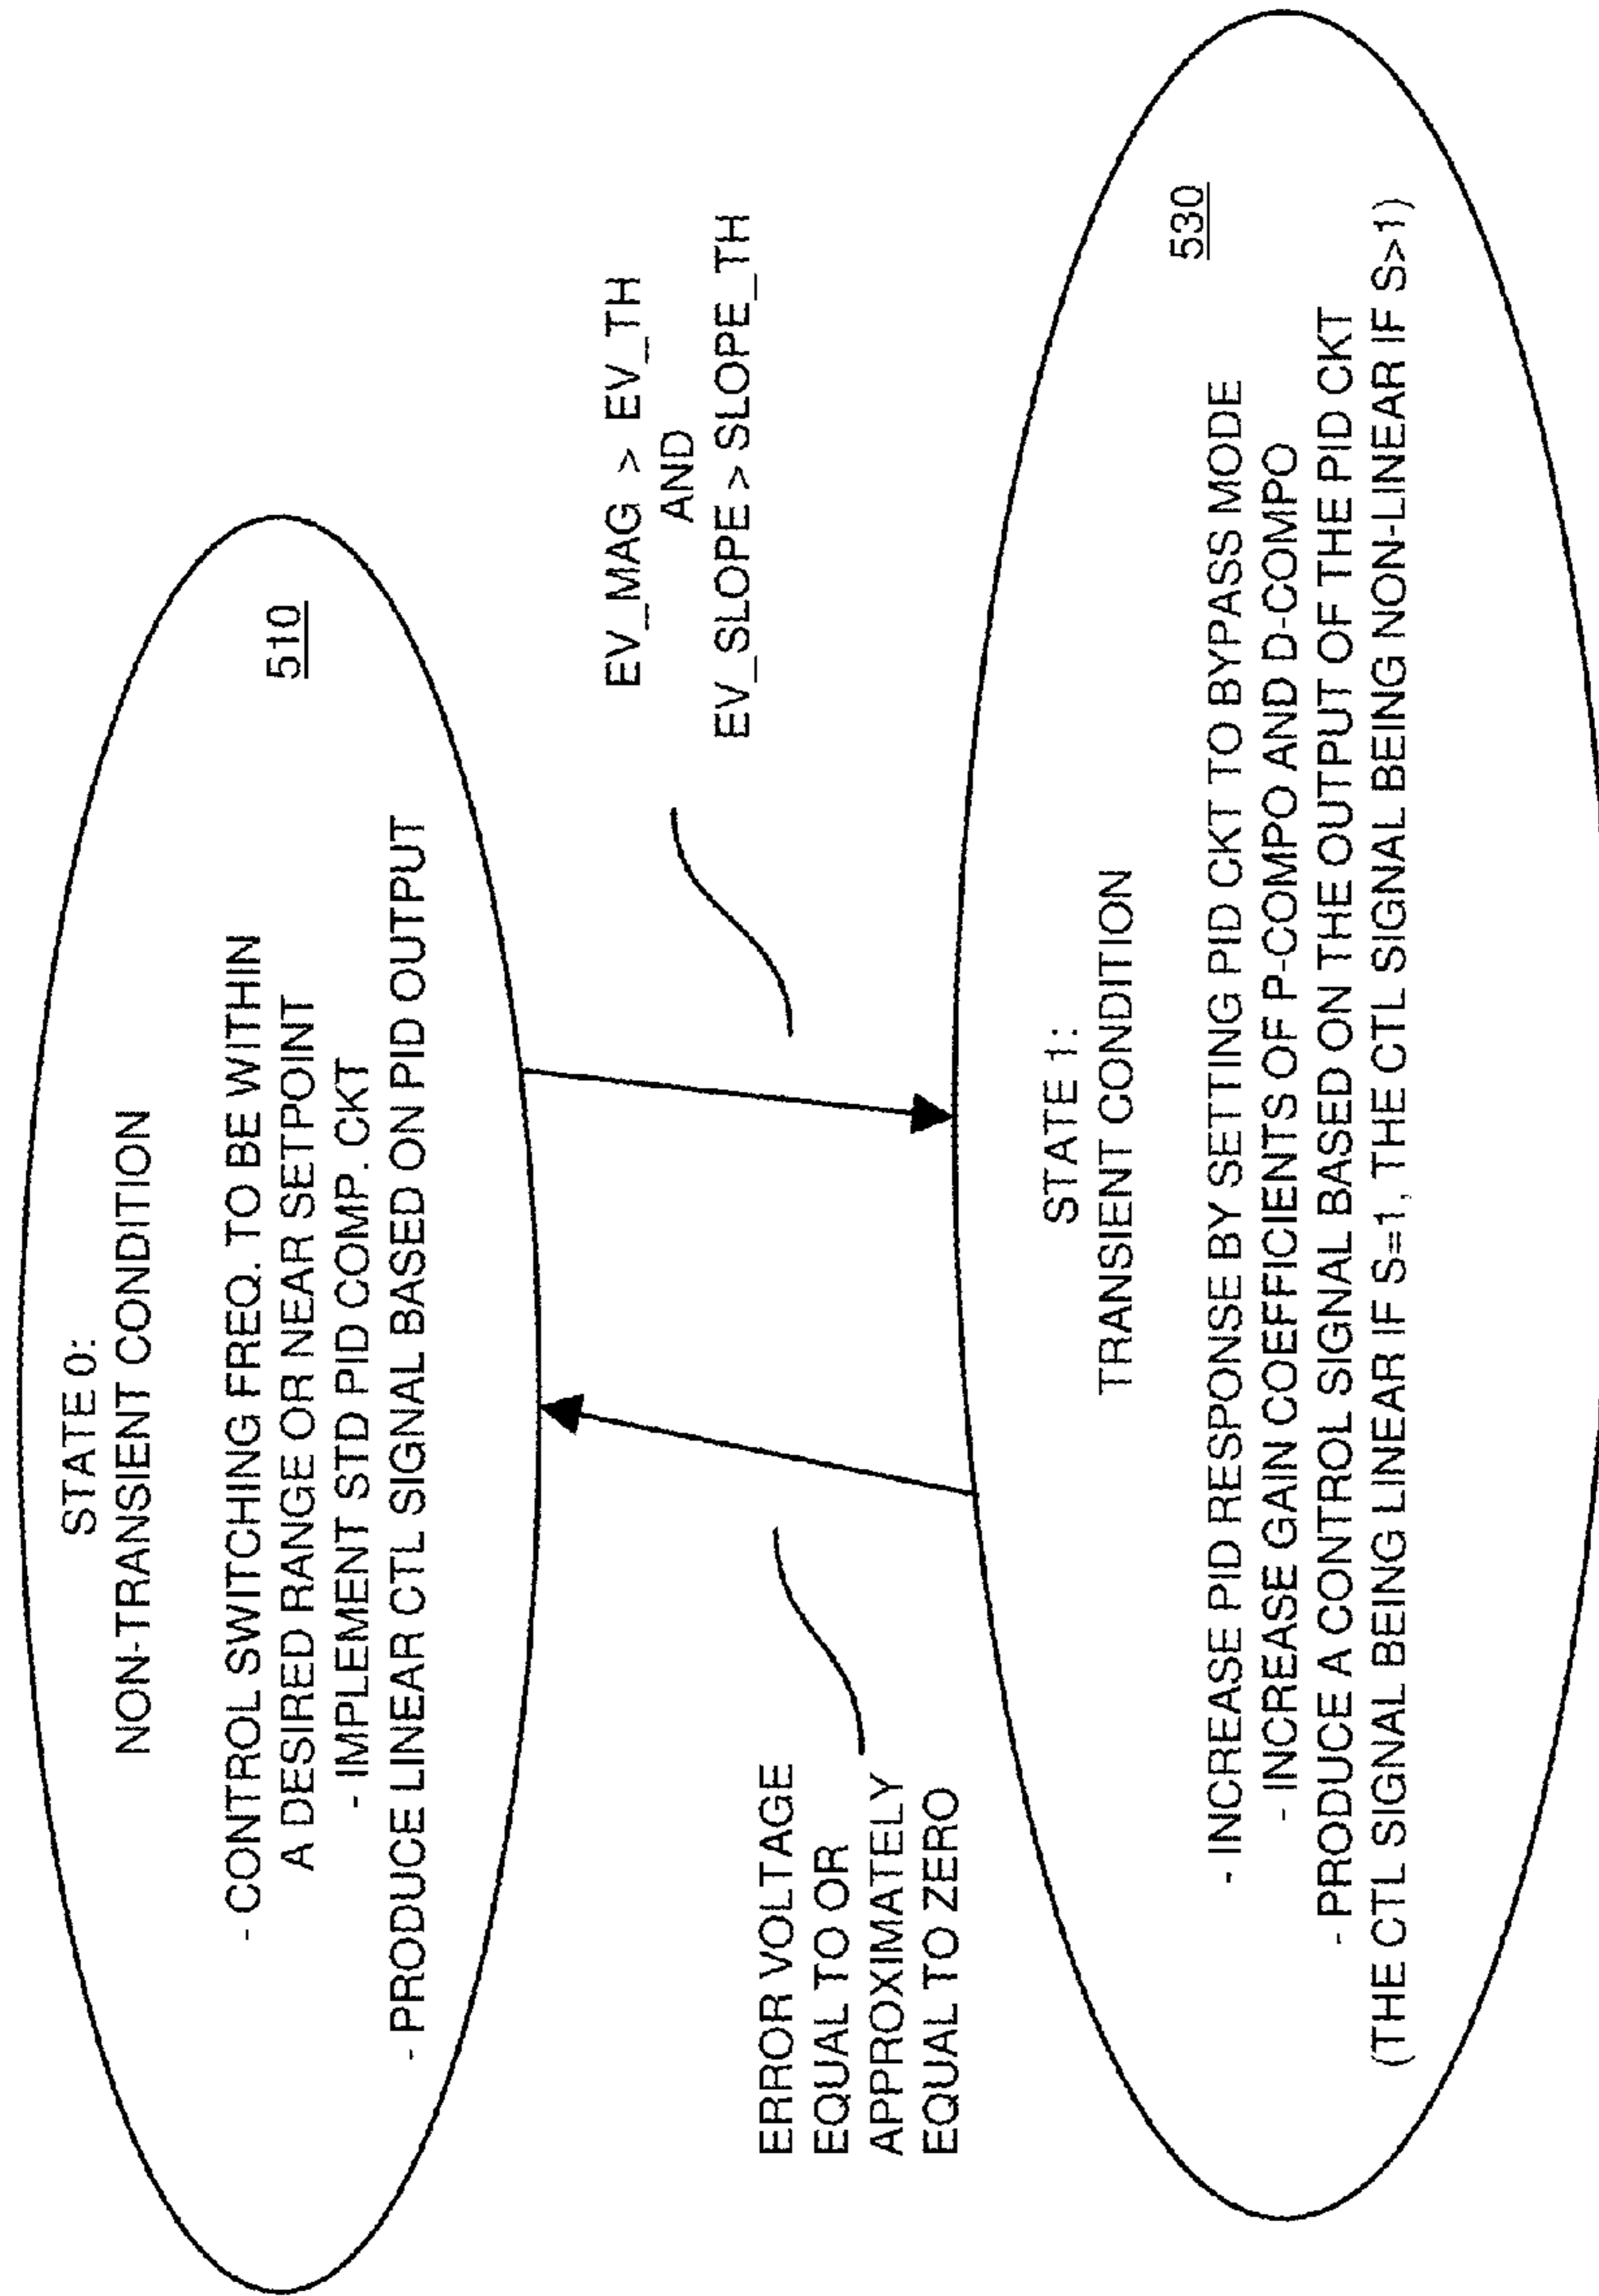 STATE 0:
NON-TRANSIENT CONDITION
- CONTROL SWITCHING FREQ. TO BE WITHIN
A DESIRED RANGE OR NEAR SETPOINT
- IMPLEMENT STD PID COMP. CKT
- PRODUCE LINEAR CTL SIGNAL BASED ON PID OUTPUT
510
ERROR VOLTAGE
EQUAL TO OR
APPROXIMATELY
EQUAL TO ZERO
EV_MAG > EV_TH
AND
EV_SLOPE > SLOPE_TH
STATE 1:
TRANSIENT CONDITION
530
- INCREASE PID RESPONSE BY SETTING PID CKT TO BYPASS MODE
- INCREASE GAIN COEFFICIENTS OF P-COMPO AND D-COMPO
- PRODUCE A CONTROL SIGNAL BASED ON THE OUTPUT OF THE PID CKT
(THE CTL SIGNAL BEING LINEAR IF S=1, THE CTL SIGNAL BEING NON-LINEAR IF S>1)